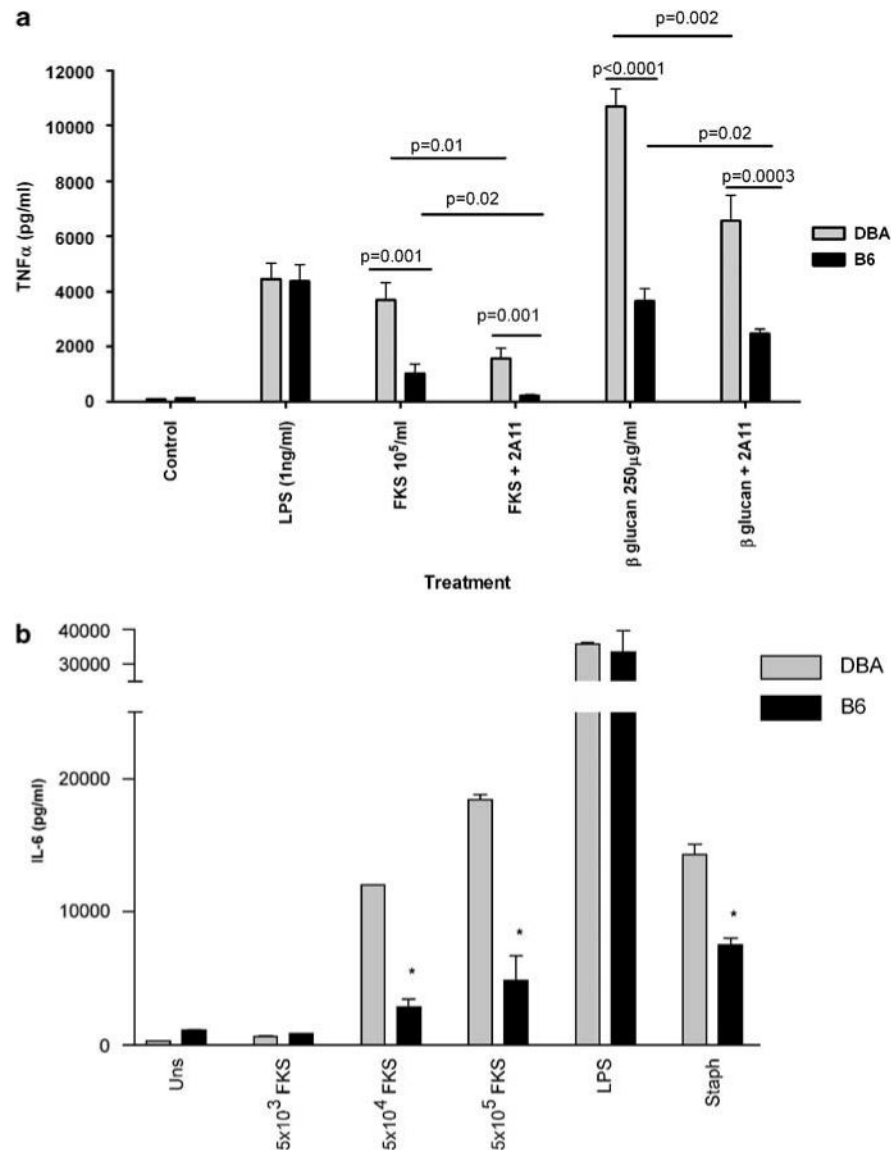 a
p=0.002
12000
p<0.0001
10000
p=0.02
p=0.01
8000
p=0.0003
p=0.02
6000
p=0.001
4000
p=0.001
2000
0
TNFα (pg/ml)
DBA
B6
Control
LPS (1ng/ml)
FKS 10⁵/ml
FKS + 2A11
β glucan 250μg/ml
β glucan + 2A11
Treatment
b
40000
30000
20000
10000
0
IL-6 (pg/ml)
DBA
B6
*
*
*
Uns
5x10³ FKS
5x10⁴ FKS
5x10⁵ FKS
LPS
Staph